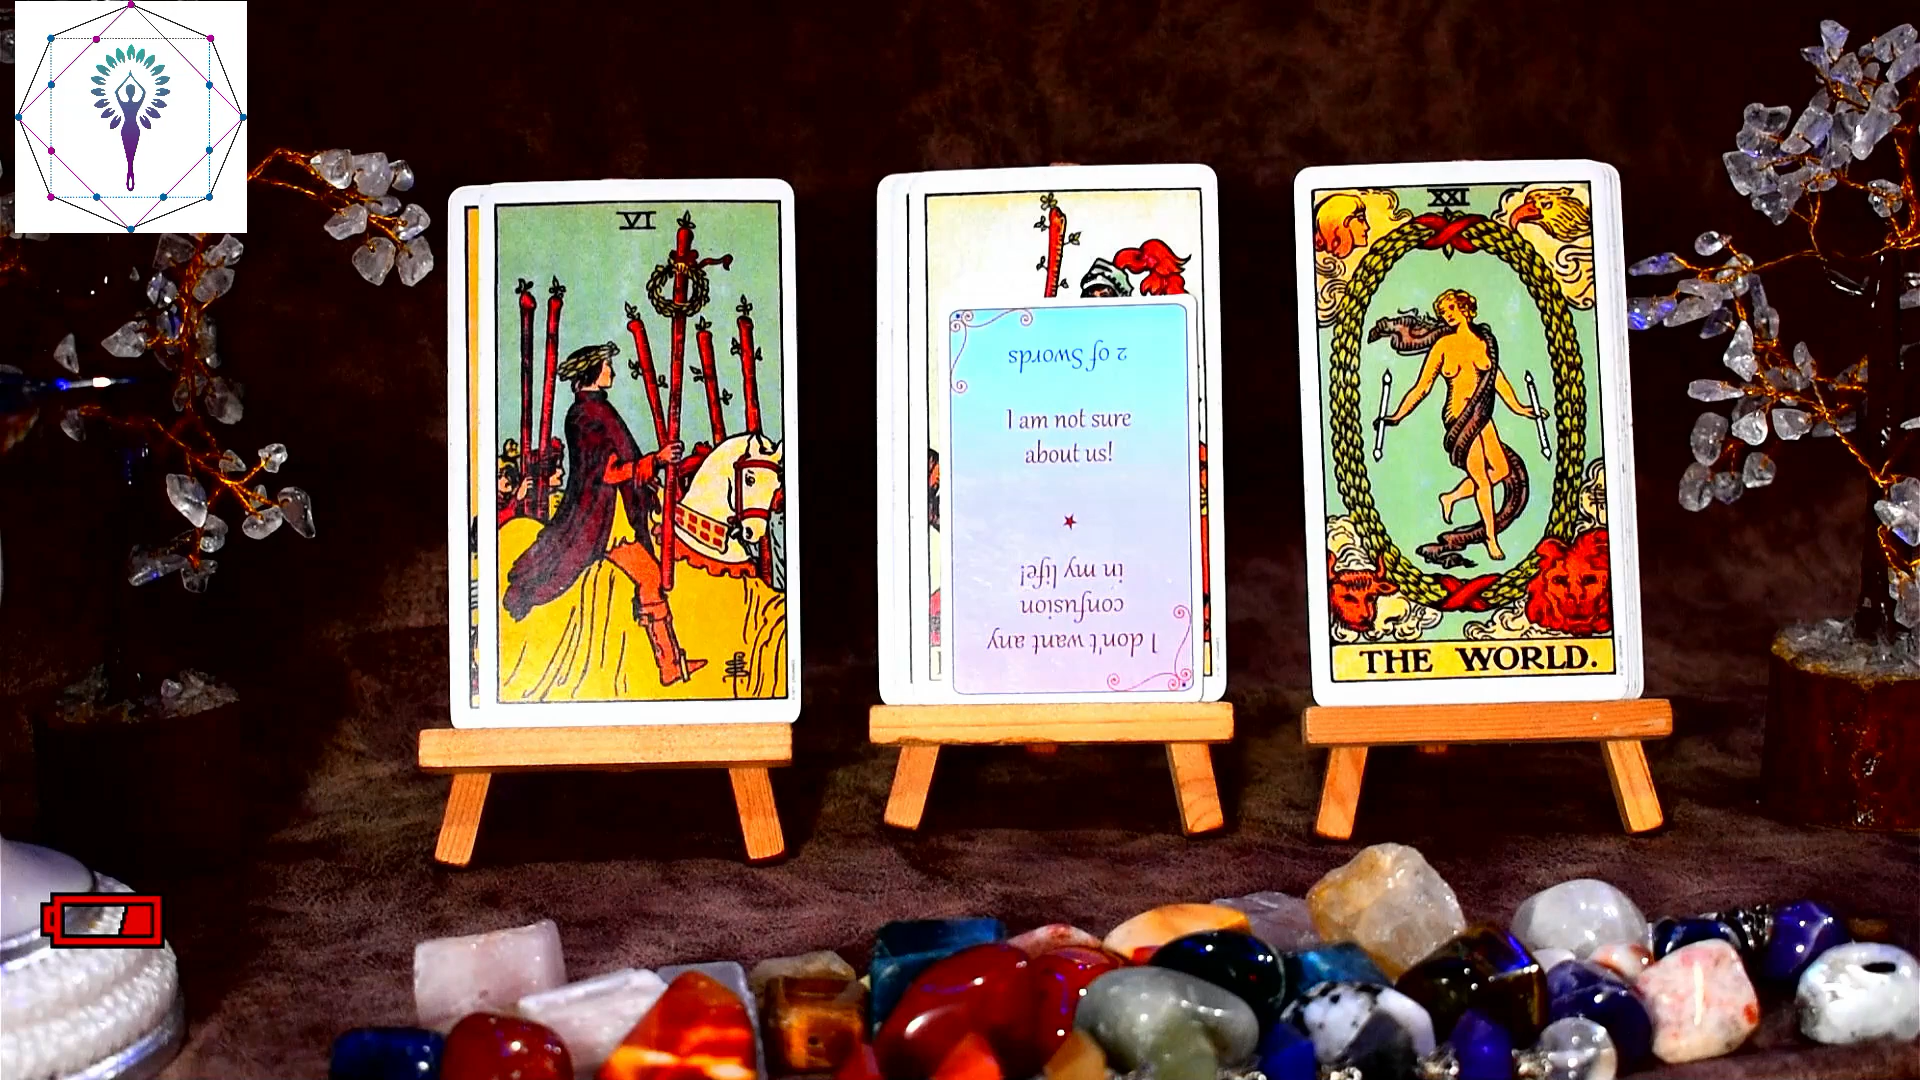 VI
2 of Swords
I am not sure
about us!
I don't want any
confusion
in my life!
XXI
THE WORLD.